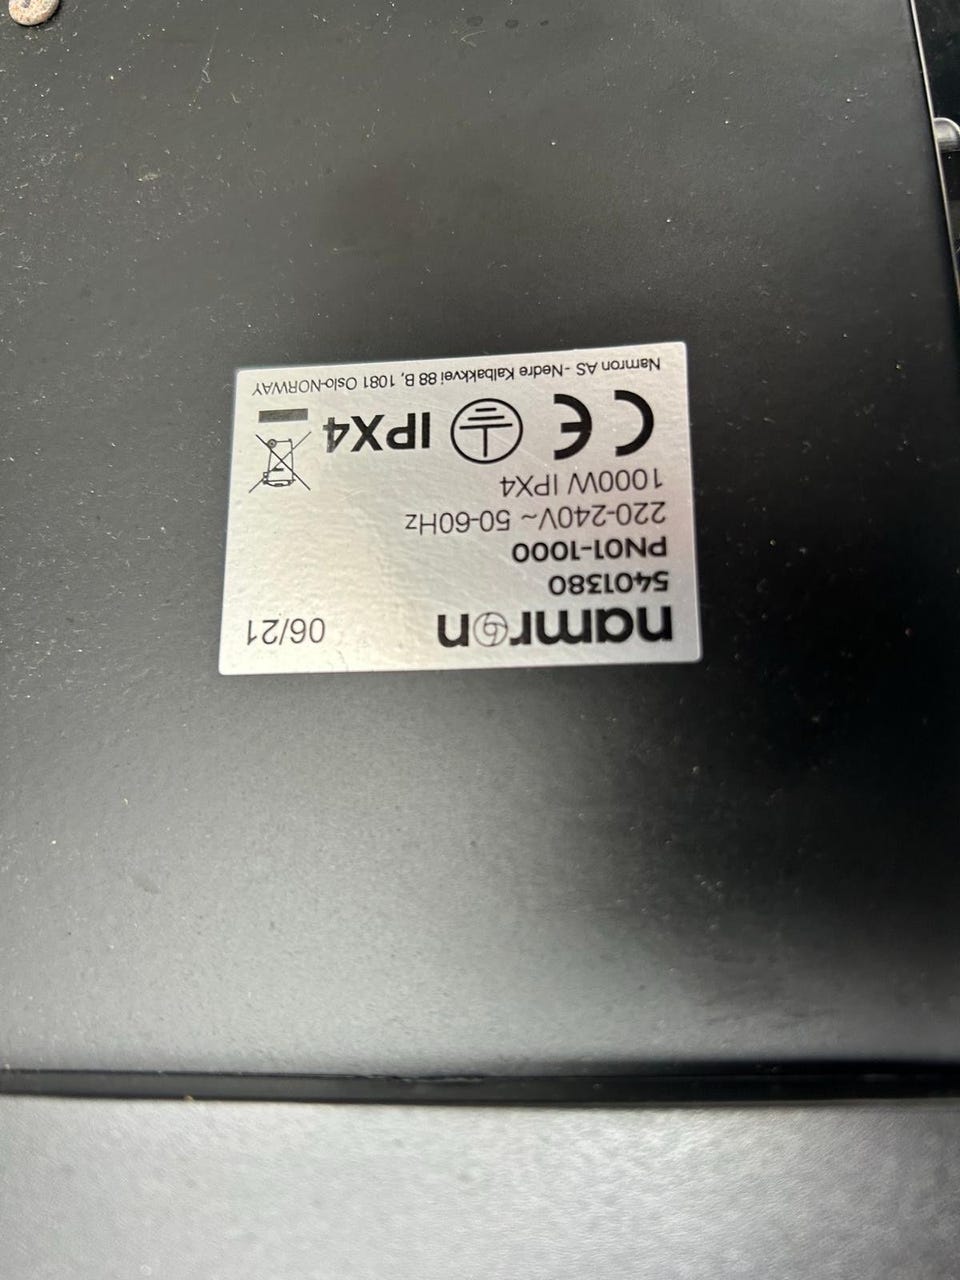 namron 06/21
5401380
PN01-1000
220-240V ~ 50-60Hz
1000W IPX4
CE IPX4
Namron AS - Nedre Kalbakkvei 88 B, 1081 Oslo-NORWAY